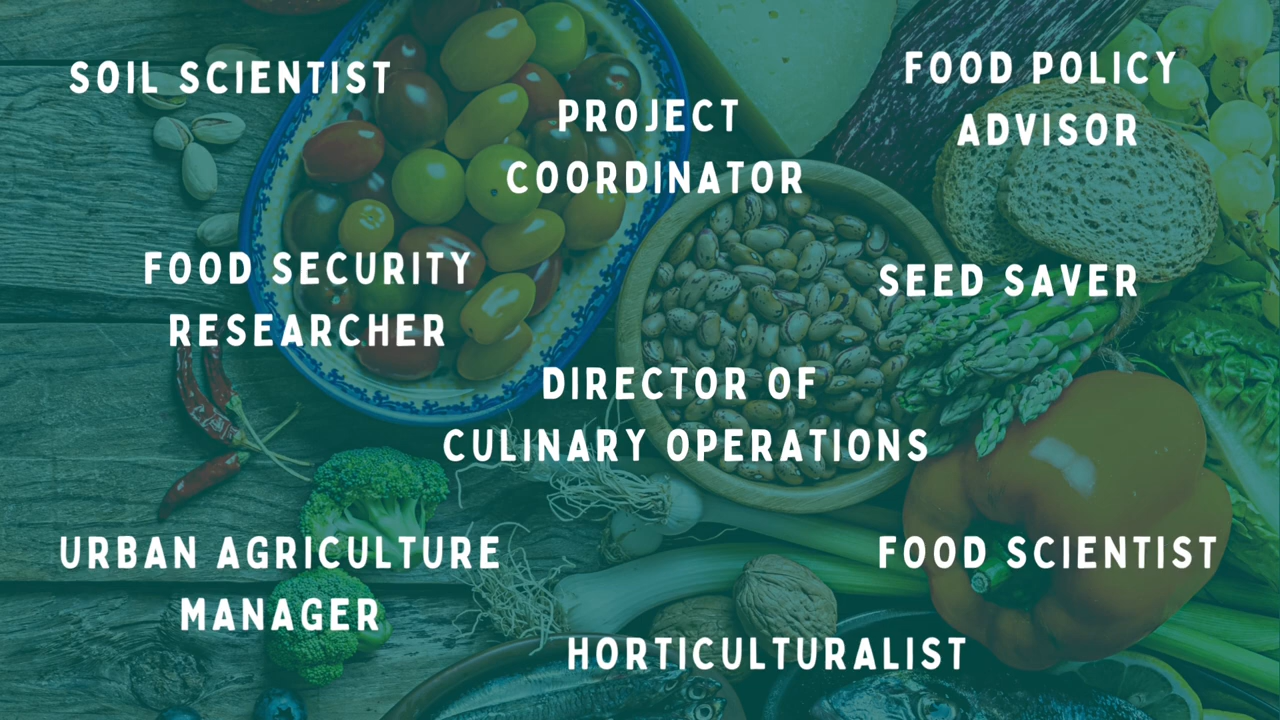 SOIL SCIENTIST
PROJECT
COORDINATOR
FOOD POLICY
ADVISOR
FOOD SECURITY
RESEARCHER
SEED SAVER
DIRECTOR OF
CULINARY OPERATIONS
URBAN AGRICULTURE
MANAGER
FOOD SCIENTIST
HORTICULTURALIST